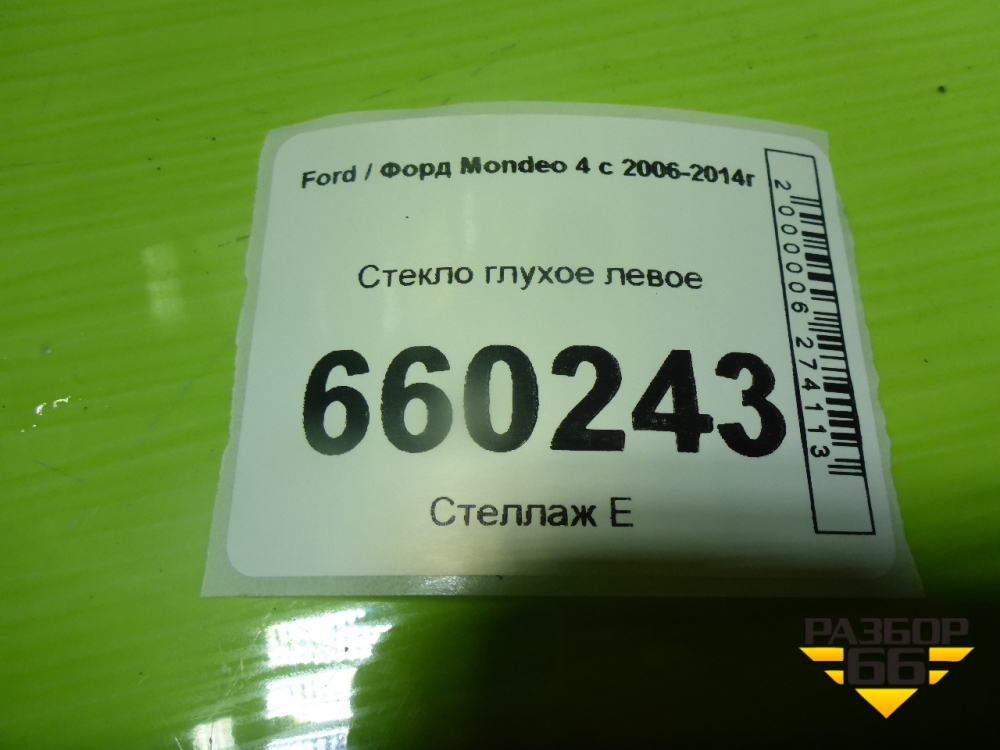 Ford / Форд Mondeo 4 с 2006-2014г
Стекло глухое левое
660243
Стеллаж Е
2000006274113
РАЗБОР
66